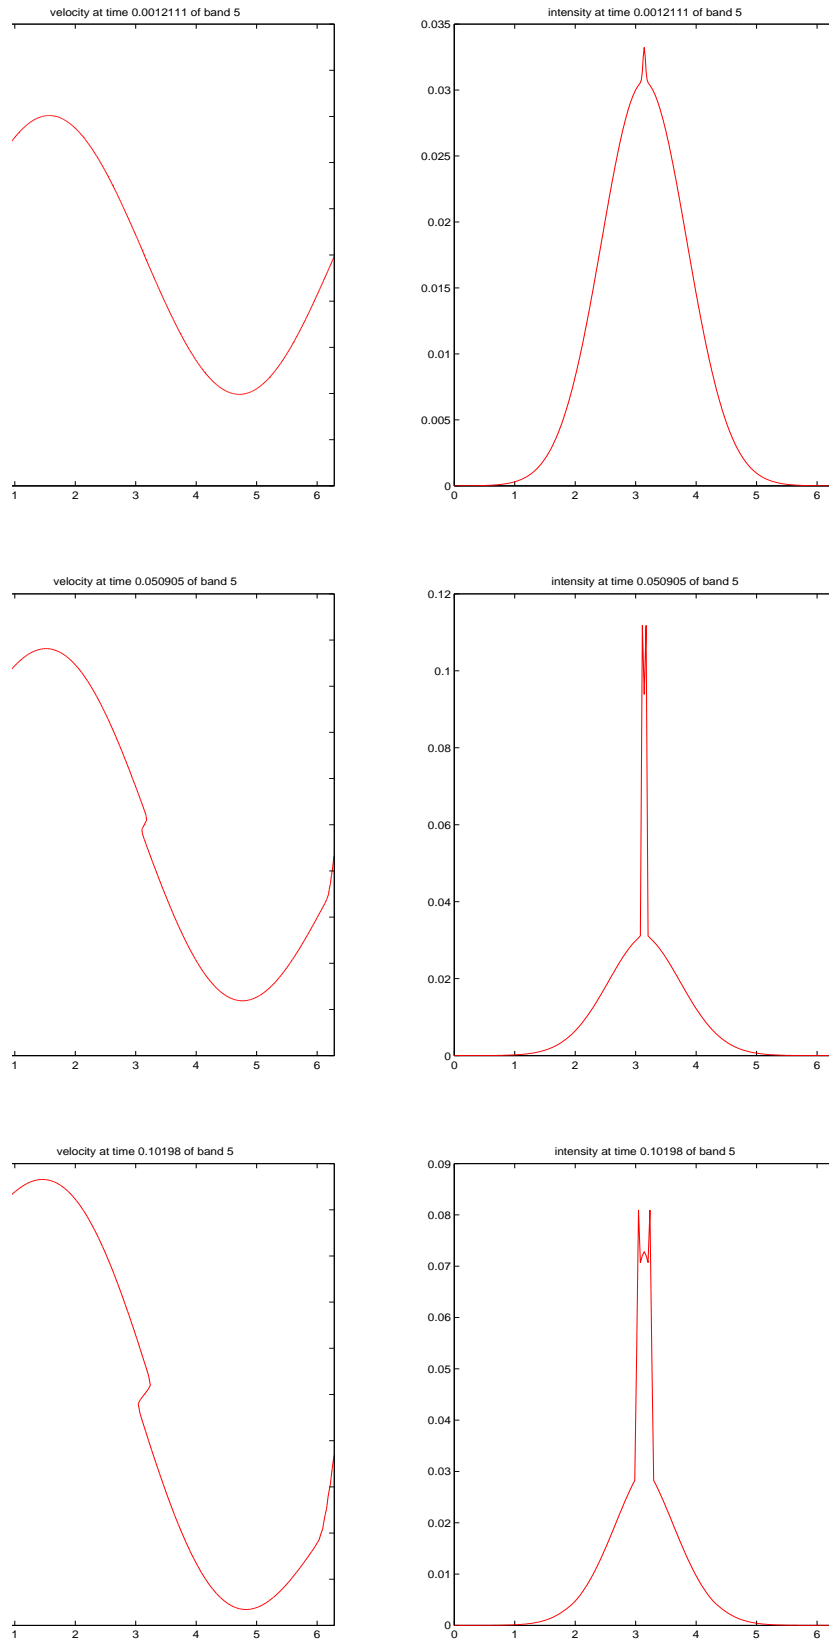 velocity at time 0.0012111 of band 5
1 2 3 4 5 6
intensity at time 0.0012111 of band 5
0.035
0.03
0.025
0.02
0.015
0.01
0.005
0
0 1 2 3 4 5 6
velocity at time 0.050905 of band 5
1 2 3 4 5 6
intensity at time 0.050905 of band 5
0.12
0.1
0.08
0.06
0.04
0.02
0
0 1 2 3 4 5 6
velocity at time 0.10198 of band 5
1 2 3 4 5 6
intensity at time 0.10198 of band 5
0.09
0.08
0.07
0.06
0.05
0.04
0.03
0.02
0.01
0
0 1 2 3 4 5 6